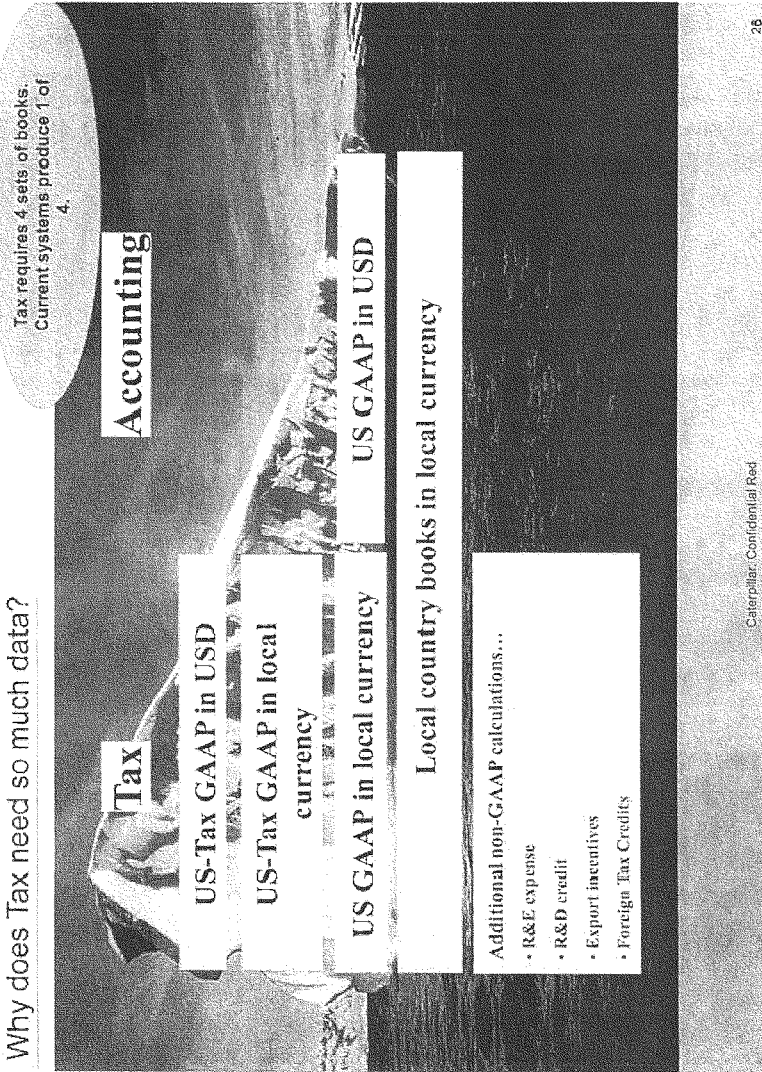 Why does Tax need so much data?
Tax requires 4 sets of books.
Current systems produce 1 of
4.
Tax
Accounting
US-Tax GAAP in USD
US-Tax GAAP in local
currency
US GAAP in local currency
US GAAP in USD
Local country books in local currency
Additional non-GAAP calculations...
• R&E expense
• R&D credit
• Export incentives
• Foreign Tax Credits
Caterpillar: Confidential Red